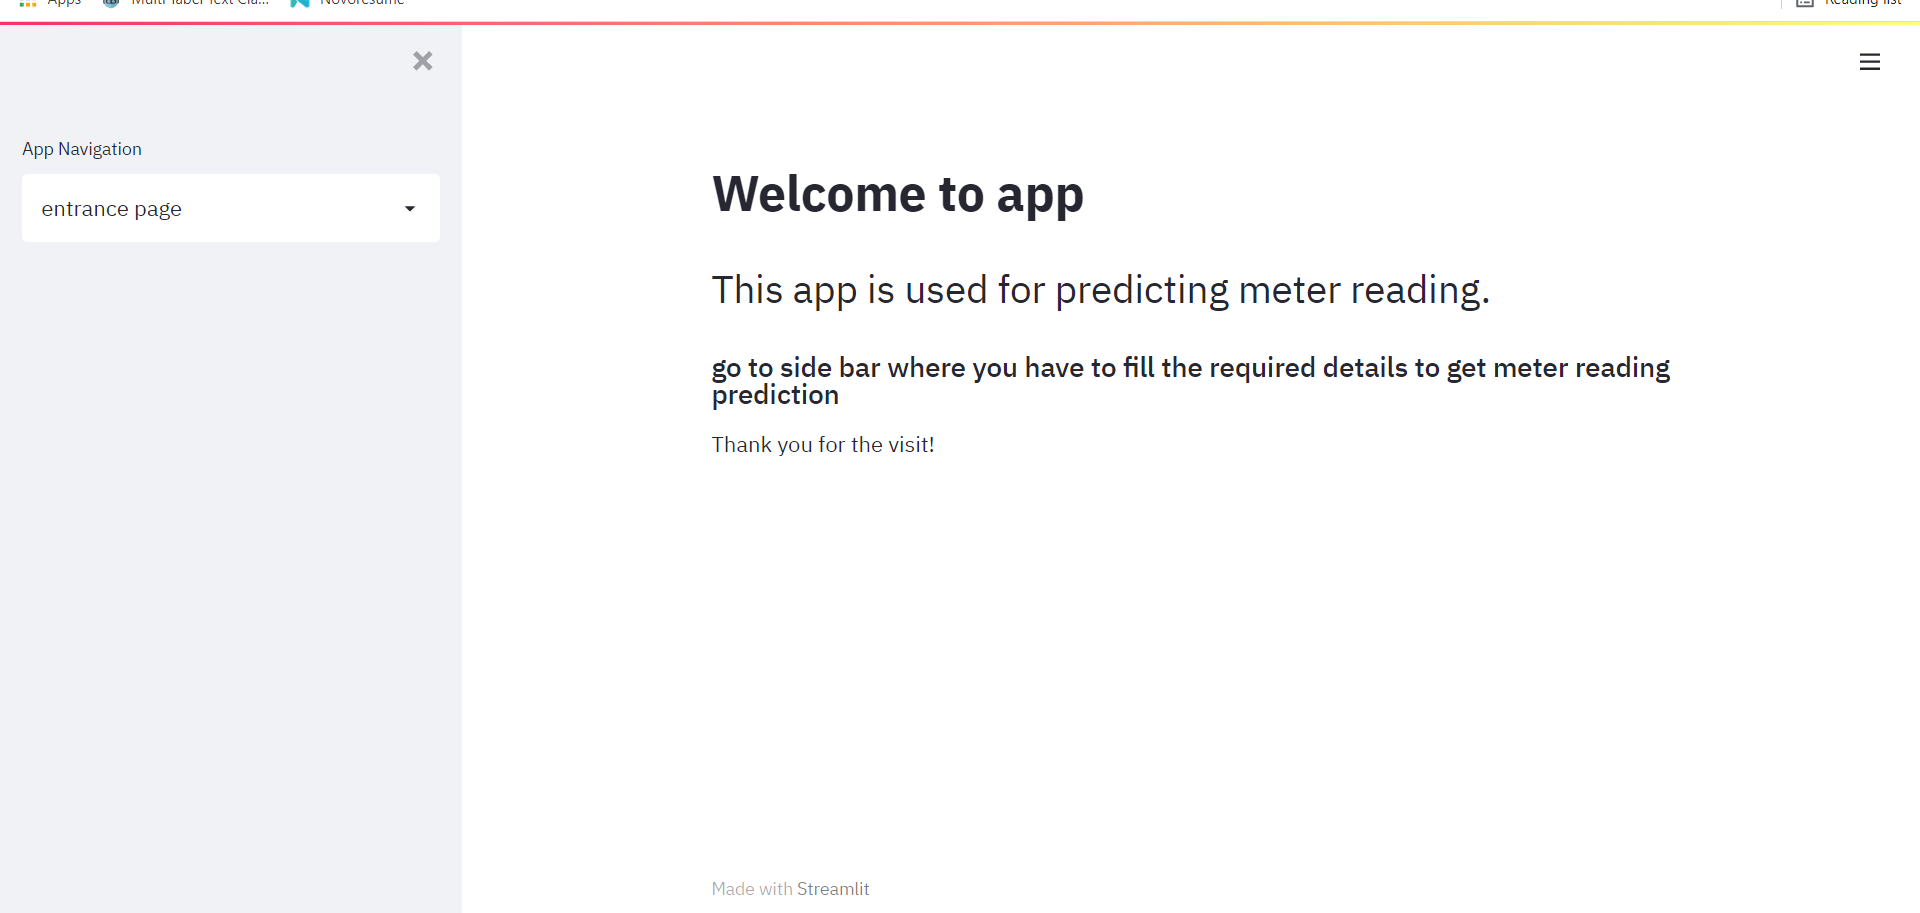 Apps Multi label Text Cla... Novoresume Reading list
App Navigation
entrance page
Welcome to app
This app is used for predicting meter reading.
go to side bar where you have to fill the required details to get meter reading
prediction
Thank you for the visit!
Made with Streamlit